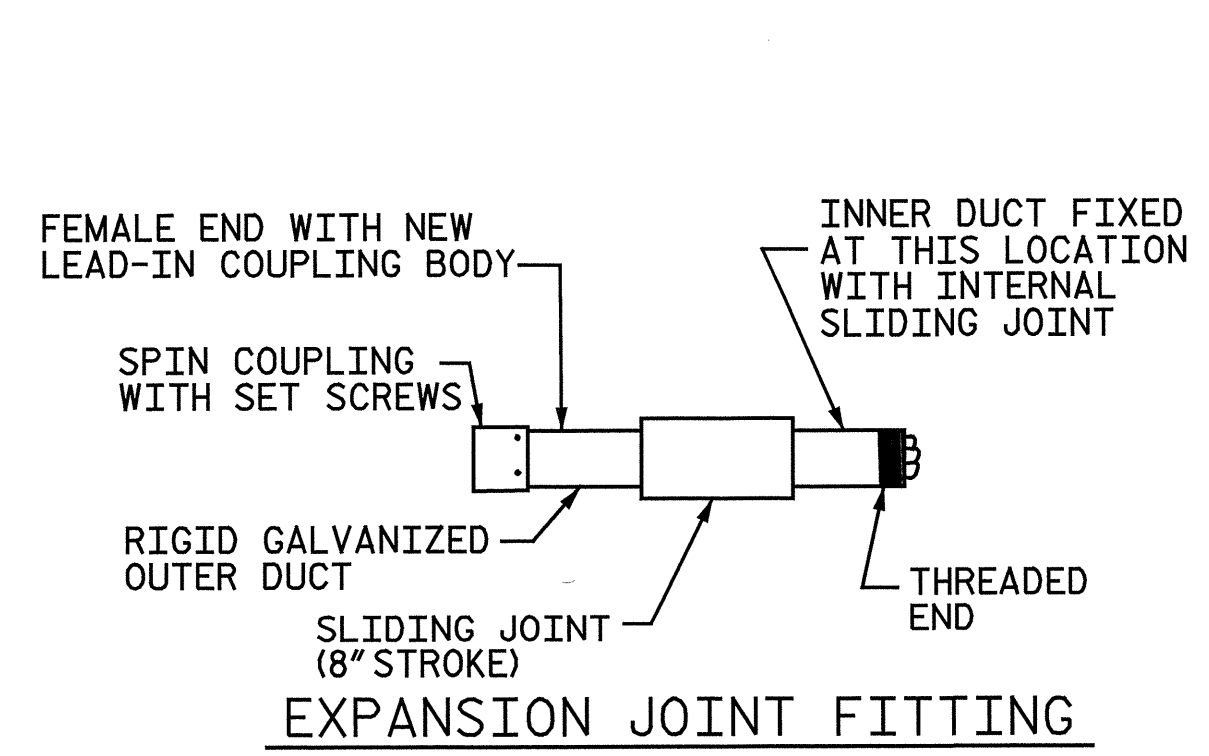 FEMALE END WITH NEW
LEAD-IN COUPLING BODY
INNER DUCT FIXED
AT THIS LOCATION
WITH INTERNAL
SLIDING JOINT
SPIN COUPLING
WITH SET SCREWS
RIGID GALVANIZED
OUTER DUCT
THREADED
END
SLIDING JOINT
(8" STROKE)
EXPANSION JOINT FITTING